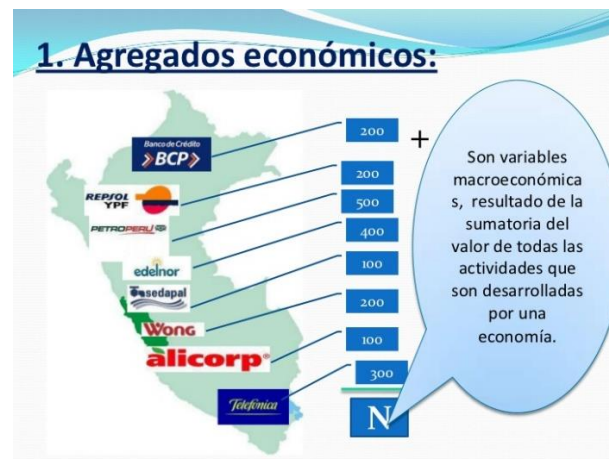 1. Agregados económicos:
Banco de Crédito
BCP
200
+
REPSOL
YPF
200
PETROPERÚ
500
edelnor
400
sedapal
100
Wong
200
alicorp
100
Telefónica
300
N
Son variables
macroeconómica
s, resultado de la
sumatoria del
valor de todas las
actividades que
son desarrolladas
por una
economía.